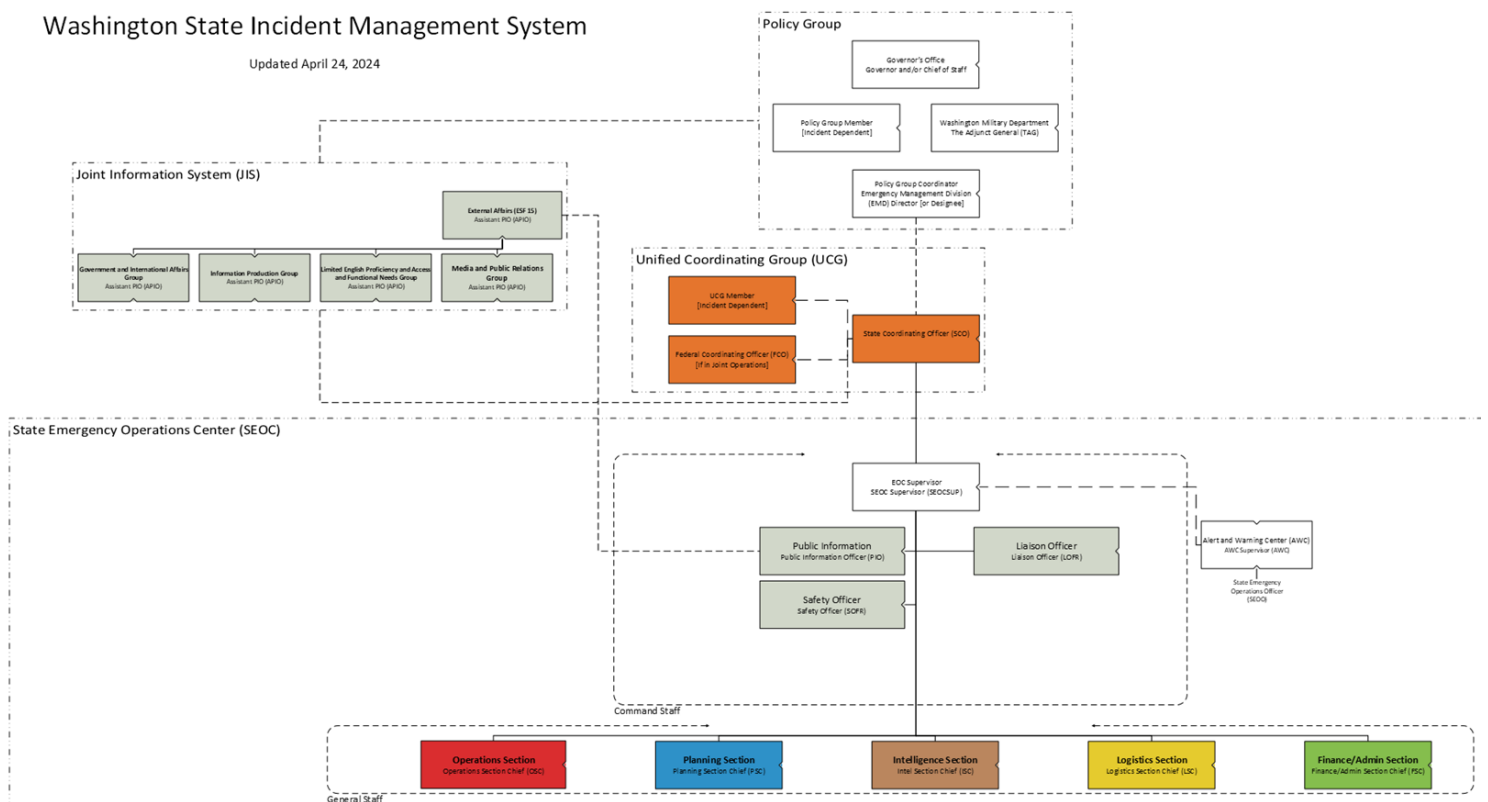 Washington State Incident Management System
Updated April 24, 2024
Policy Group
Governor's Office
Governor and/or Chief of Staff
Policy Group Member
[Incident Dependent]
Washington Military Department
The Adjunct General (TAG)
Policy Group Coordinator
Emergency Management Division
(EMD) Director [or Designee]
Joint Information System (JIS)
External Affairs (ESF 15)
Assistant PIO (APIO)
Government and International Affairs
Group
Assistant PIO (APIO)
Information Production Group
Assistant PIO (APIO)
Limited English Proficiency and Access
and Functional Needs Group
Assistant PIO (APIO)
Media and Public Relations
Group
Assistant PIO (APIO)
Unified Coordinating Group (UCG)
UCG Member
[Incident Dependent]
State Coordinating Officer (SCO)
Federal Coordinating Officer (FCO)
[If in Joint Operations]
State Emergency Operations Center (SEOC)
EOC Supervisor
SEOC Supervisor (SEOCSUP)
Public Information
Public Information Officer (PIO)
Liaison Officer
Liaison Officer (LOFR)
Alert and Warning Center (AWC)
AWC Supervisor (AWC)
State Emergency
Operations Officer
(SEOO)
Safety Officer
Safety Officer (SOFR)
Command Staff
Operations Section
Operations Section Chief (OSC)
Planning Section
Planning Section Chief (PSC)
Intelligence Section
Intel Section Chief (ISC)
Logistics Section
Logistics Section Chief (LSC)
Finance/Admin Section
Finance/Admin Section Chief (FSC)
General Staff